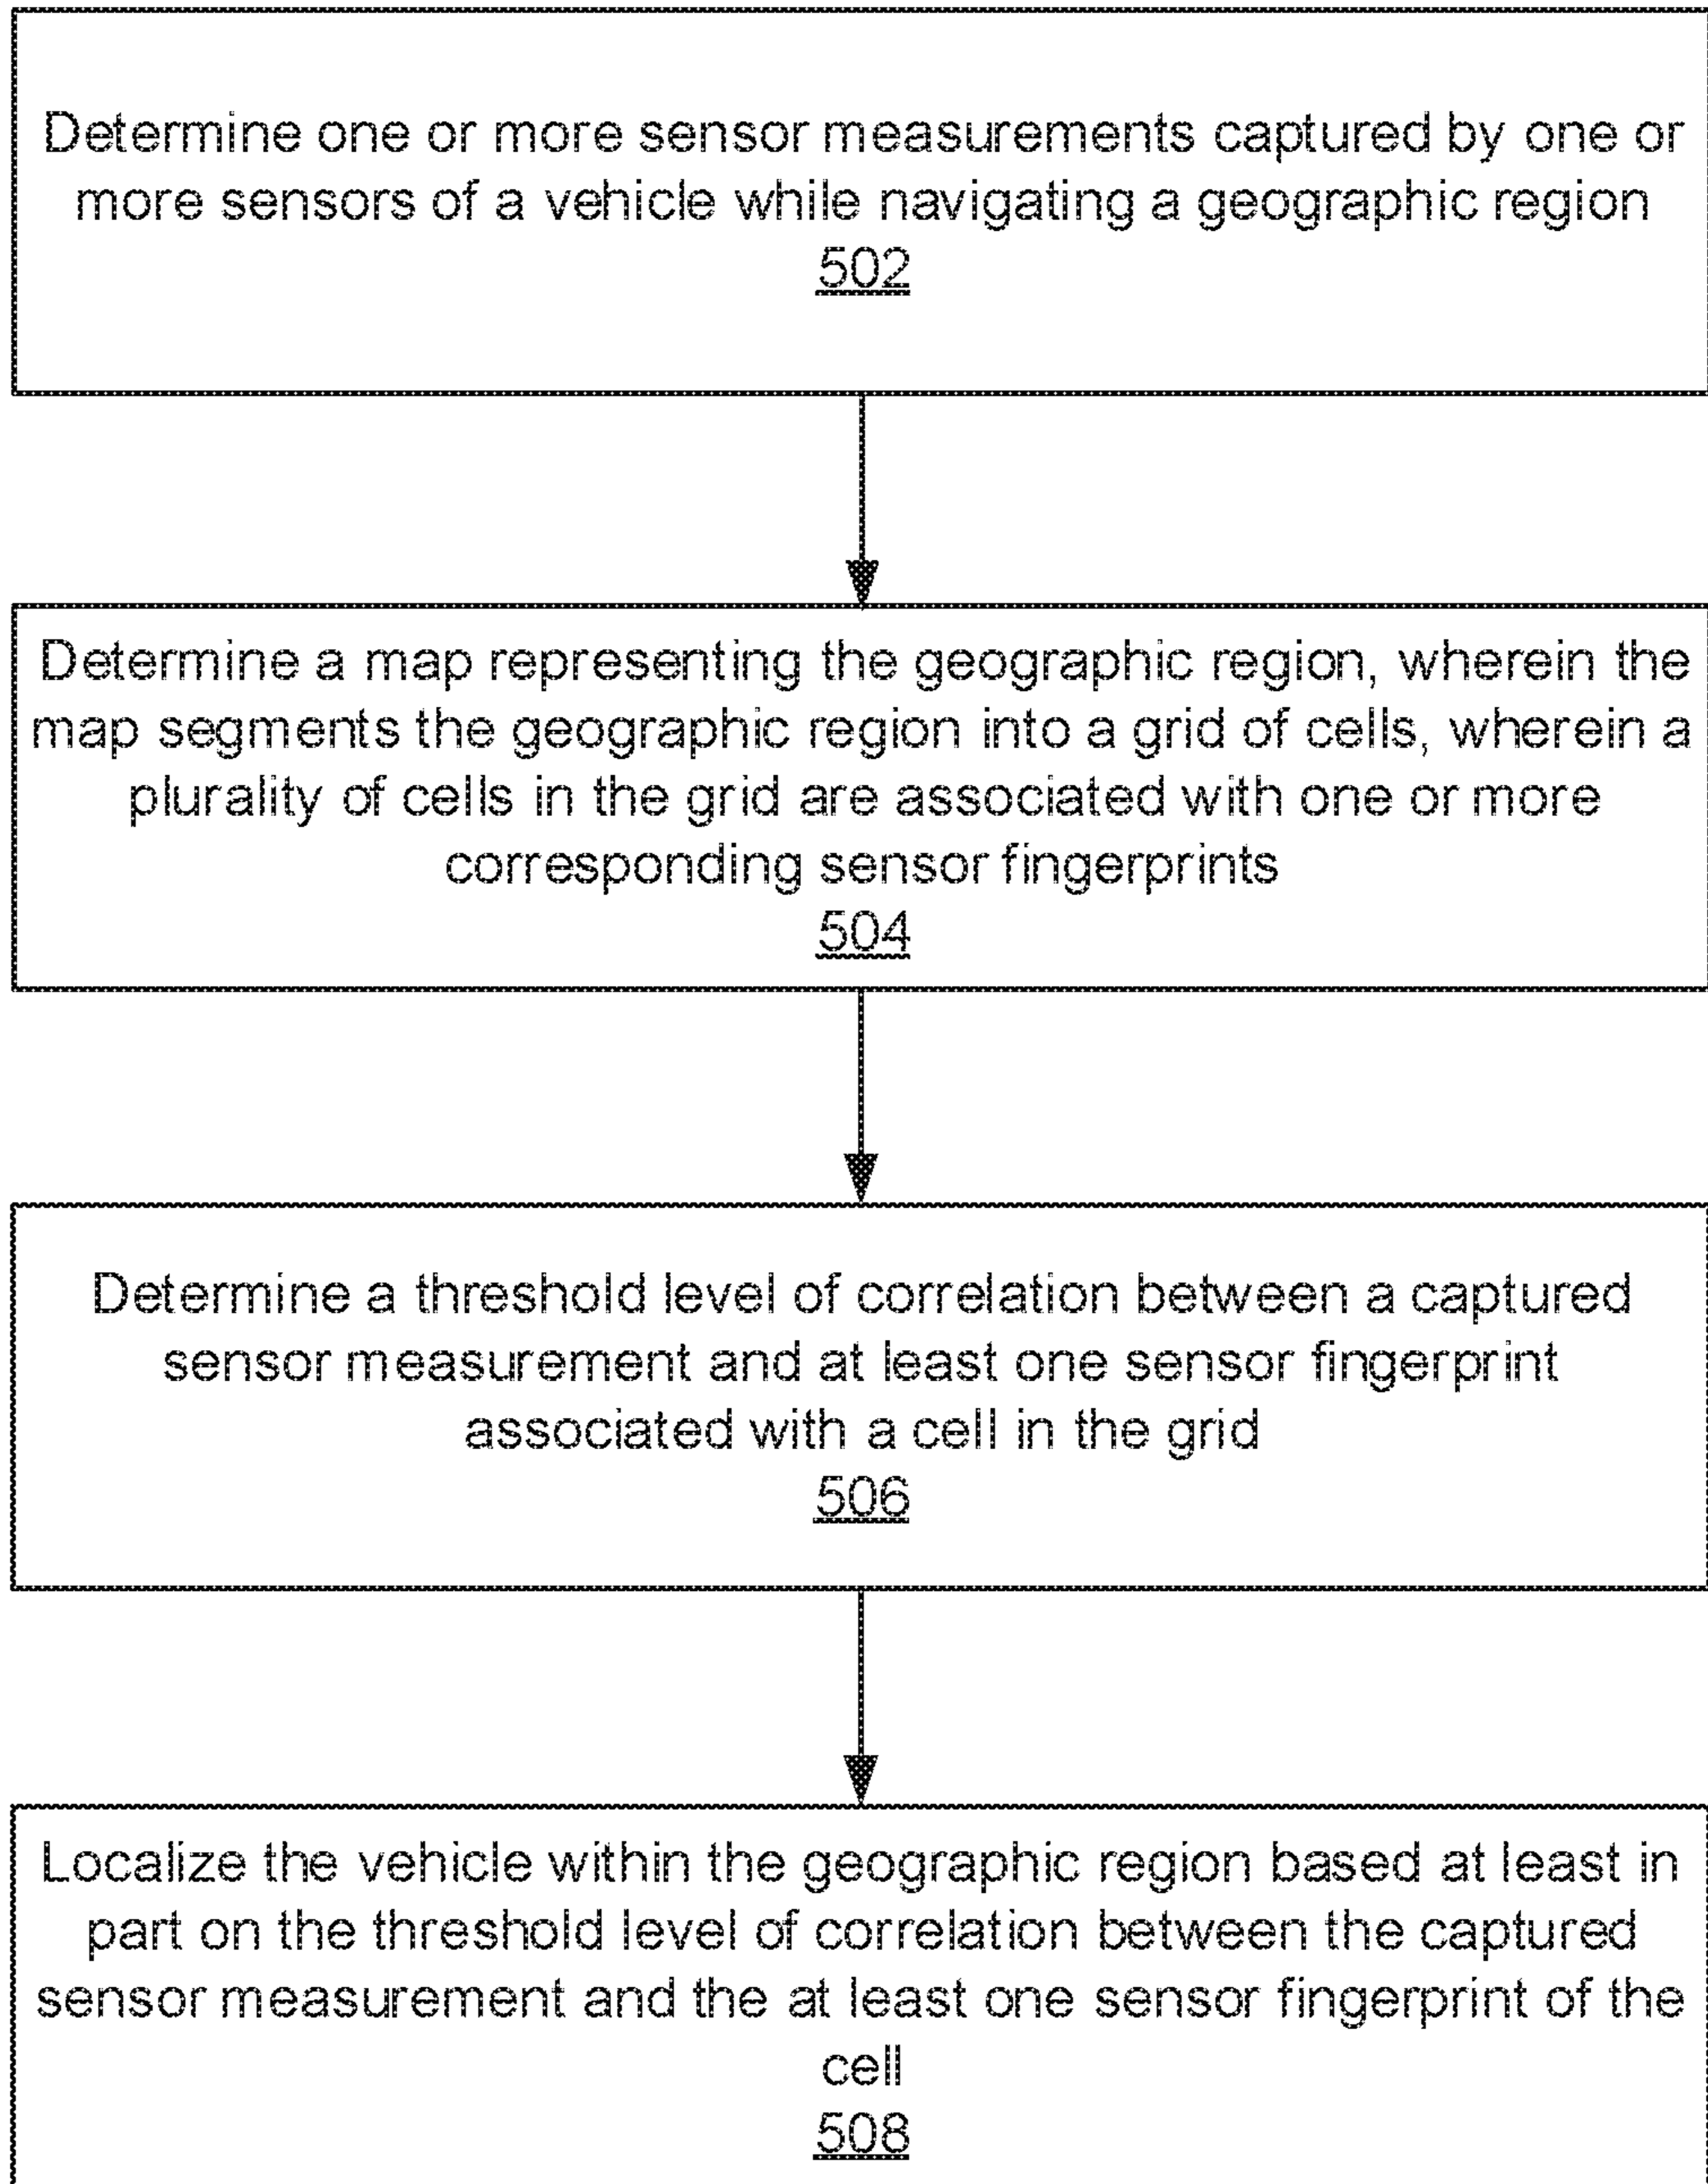 Determine one or more sensor measurements captured by one or
more sensors of a vehicle while navigating a geographic region
502
Determine a map representing the geographic region, wherein the
map segments the geographic region into a grid of cells, wherein a
plurality of cells in the grid are associated with one or more
corresponding sensor fingerprints
504
Determine a threshold level of correlation between a captured
sensor measurement and at least one sensor fingerprint
associated with a cell in the grid
506
Localize the vehicle within the geographic region based at least in
part on the threshold level of correlation between the captured
sensor measurement and the at least one sensor fingerprint of the
cell
508